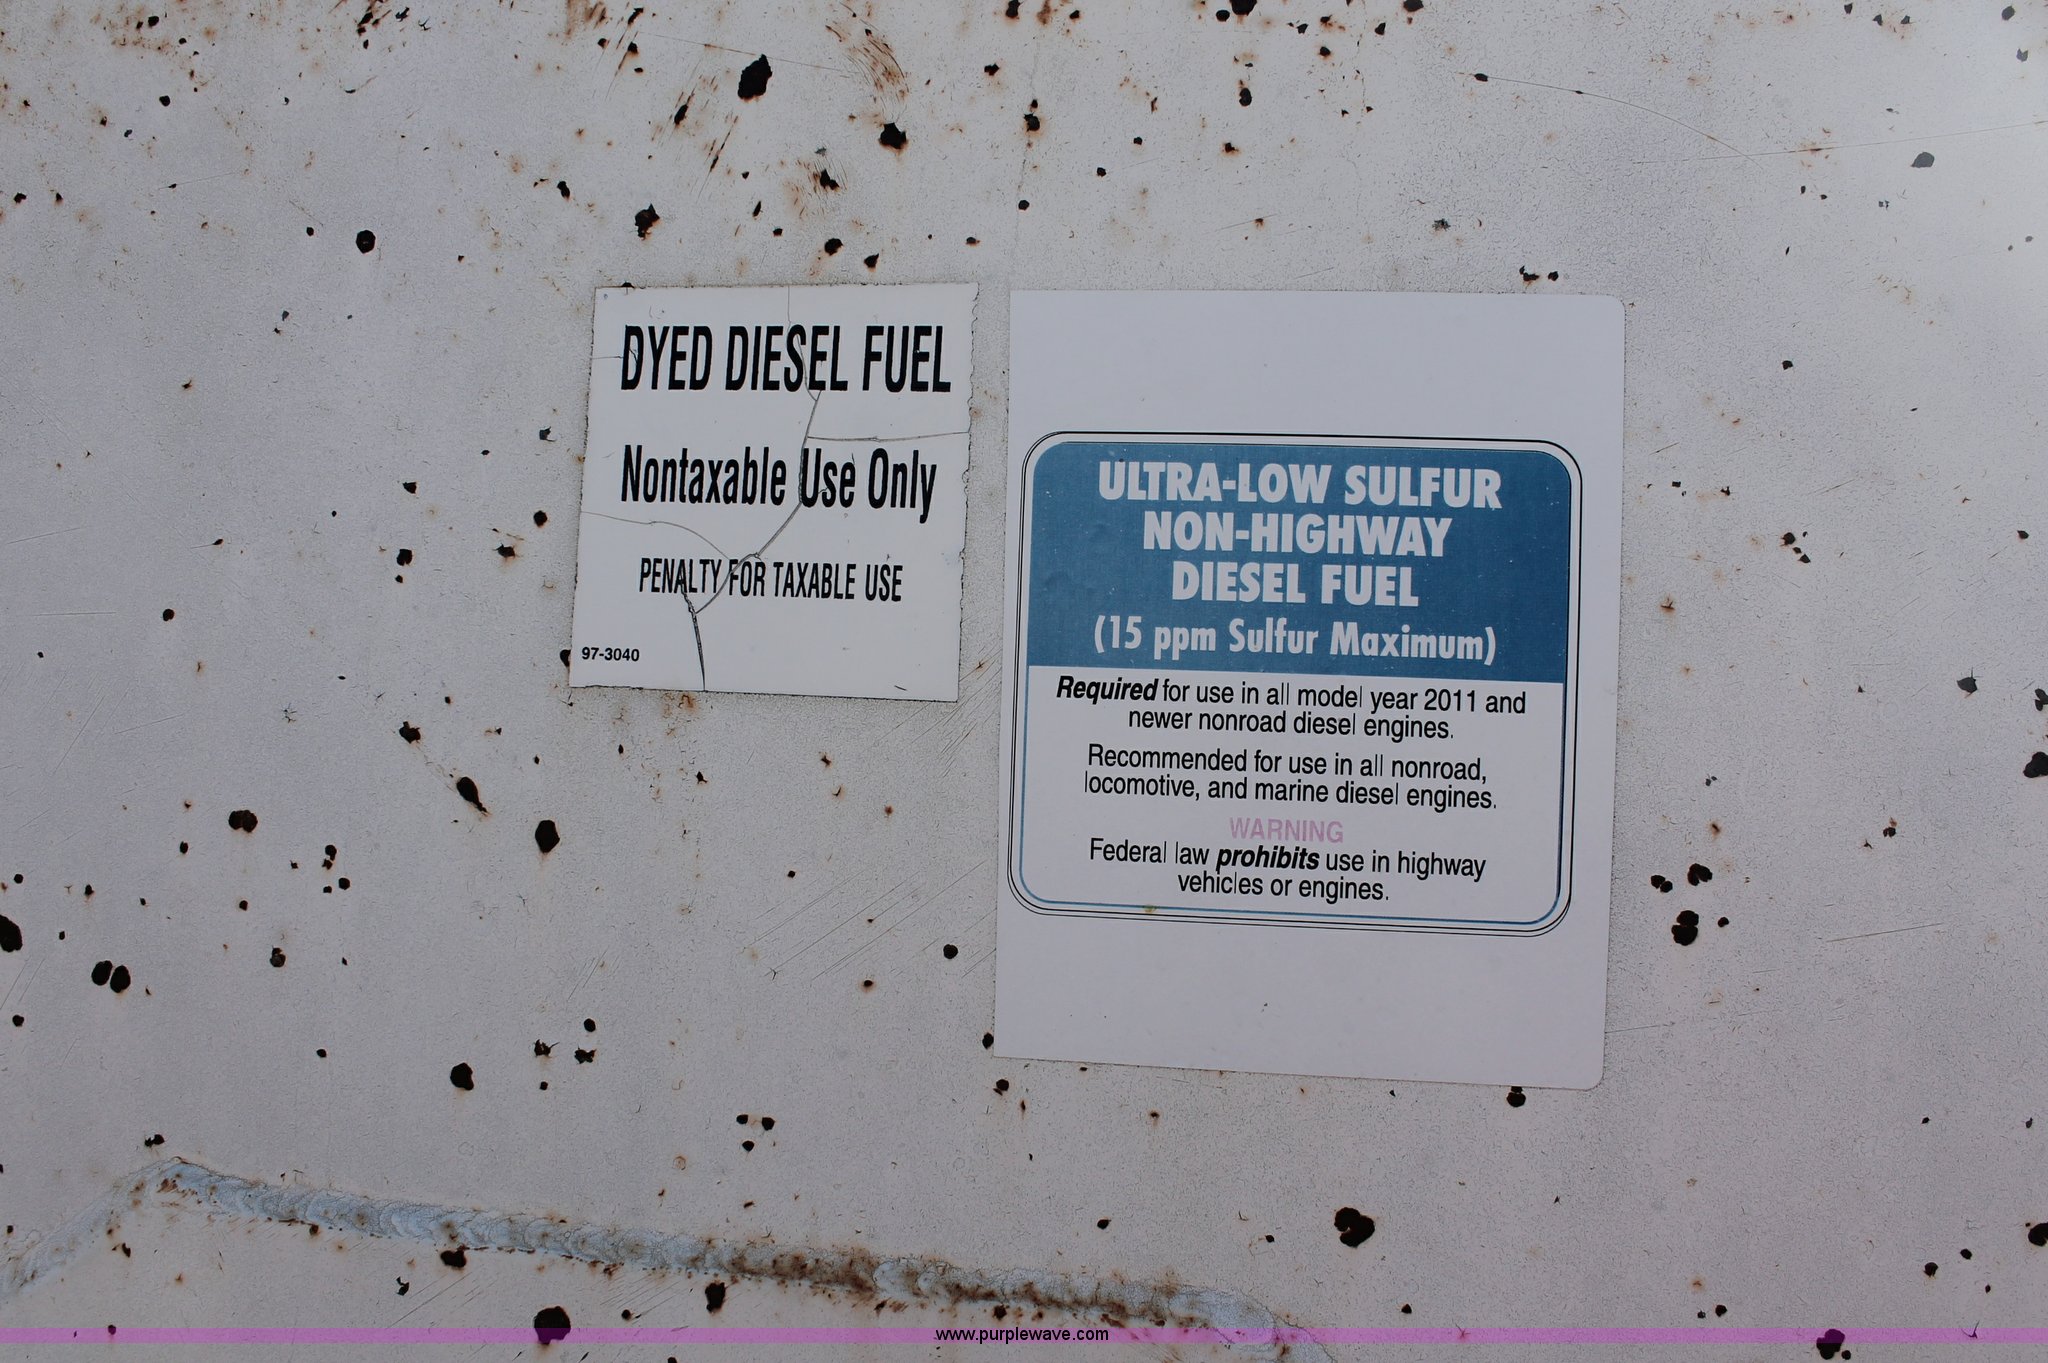 DYED DIESEL FUEL
Nontaxable Use Only
PENALTY FOR TAXABLE USE
97-3040
ULTRA-LOW SULFUR
NON-HIGHWAY
DIESEL FUEL
(15 ppm Sulfur Maximum)
Required for use in all model year 2011 and
newer nonroad diesel engines.
Recommended for use in all nonroad,
locomotive, and marine diesel engines.
WARNING
Federal law prohibits use in highway
vehicles or engines.
www.purplewave.com